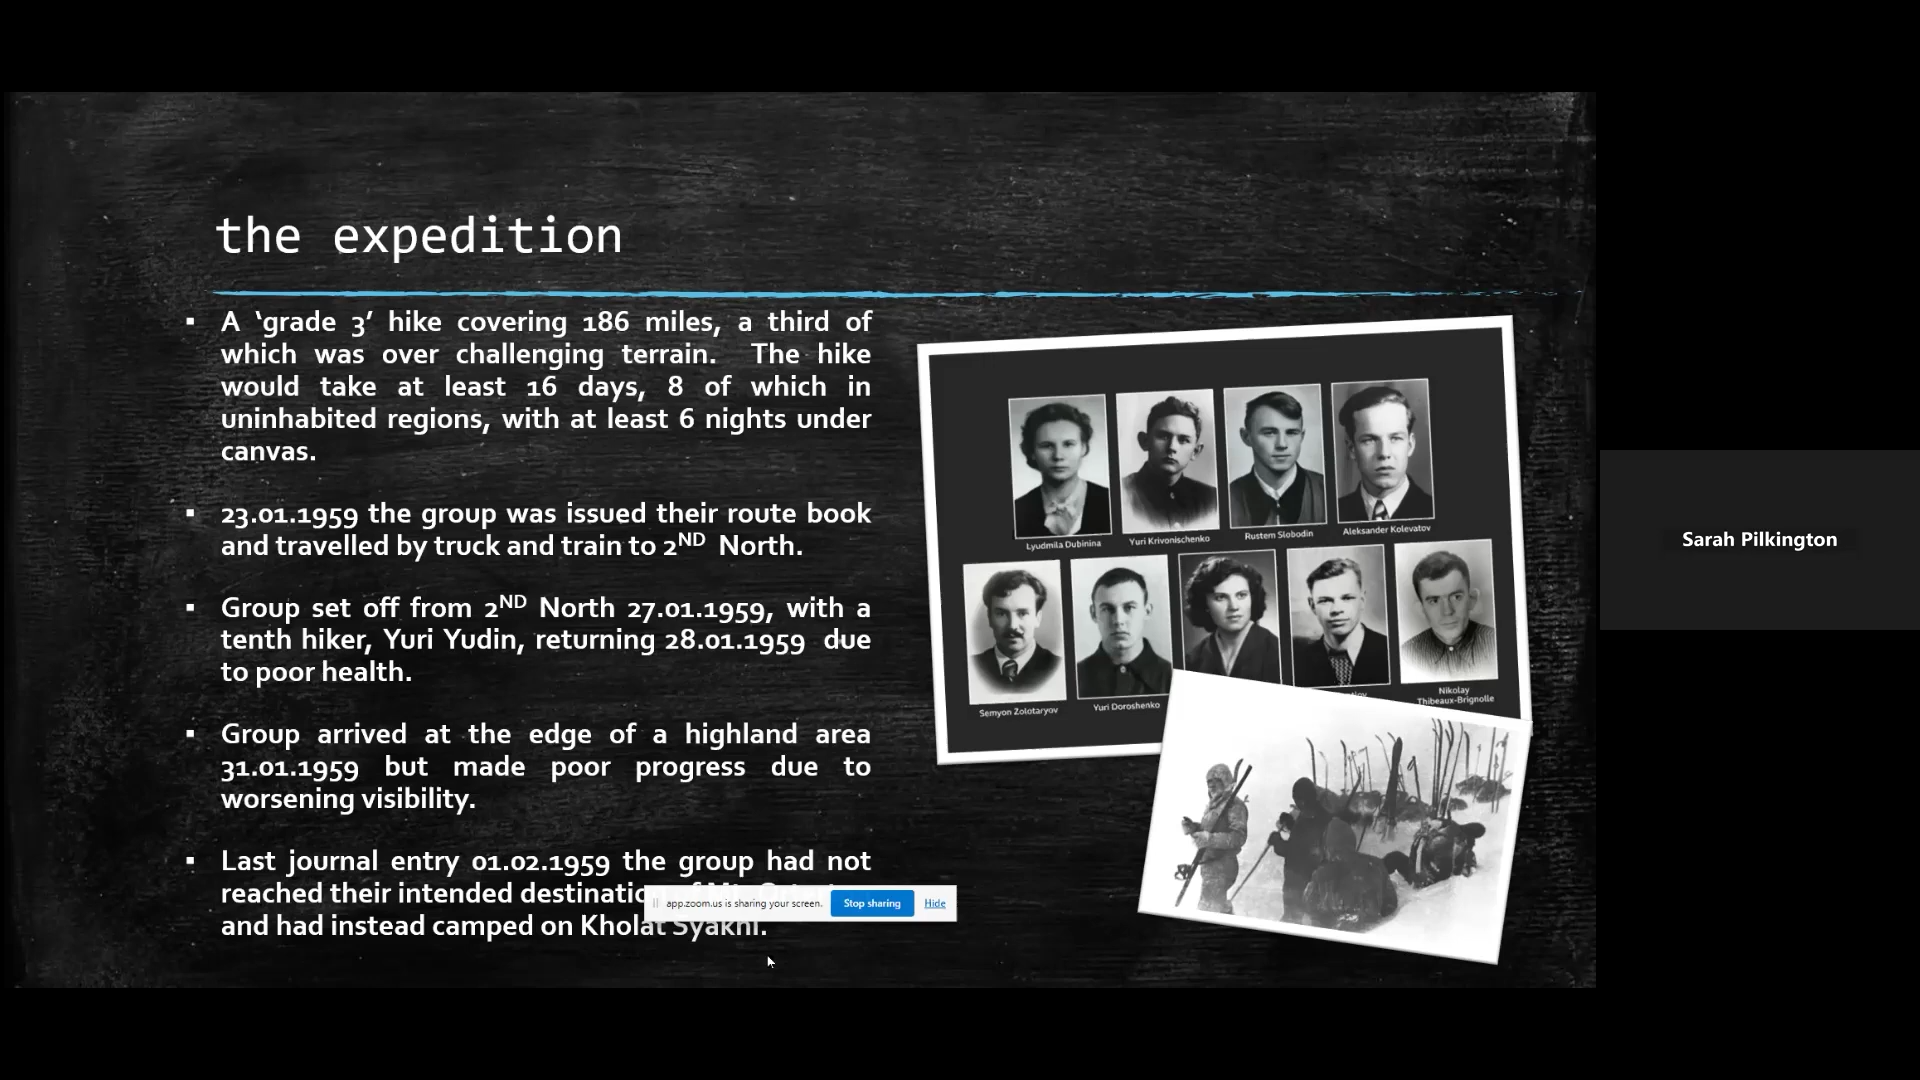 the expedition
▪ A ‘grade 3’ hike covering 186 miles, a third of
which was over challenging terrain. The hike
would take at least 16 days, 8 of which in
uninhabited regions, with at least 6 nights under
canvas.
▪ 23.01.1959 the group was issued their route book
and travelled by truck and train to 2ND North.
▪ Group set off from 2ND North 27.01.1959, with a
tenth hiker, Yuri Yudin, returning 28.01.1959 due
to poor health.
▪ Group arrived at the edge of a highland area
31.01.1959 but made poor progress due to
worsening visibility.
▪ Last journal entry 01.02.1959 the group had not
reached their intended destination
and had instead camped on Kholat Syakhl.
app.zoom.us is sharing your screen. Stop sharing Hide
Lyudmila Dubinina
Yuri Krivonischenko
Rustem Slobodin
Aleksander Kolevatov
Semyon Zolotaryov
Yuri Doroshenko
Nikolay
Thibeaux-Brignolle
Sarah Pilkington